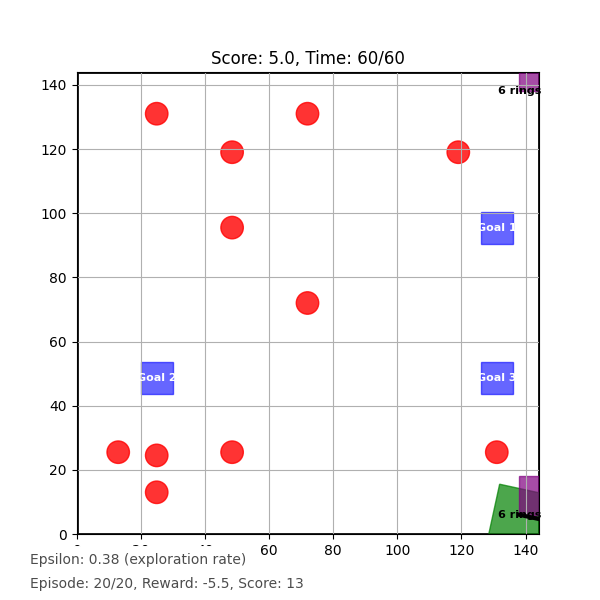 Score: 5.0, Time: 60/60
140
6 rings
120
100
Goal 1
80
60
Goal 2
Goal 3
40
20
6 rings
0
40
60
80
100
120
140
Epsilon: 0.38 (exploration rate)
Episode: 20/20, Reward: -5.5, Score: 13